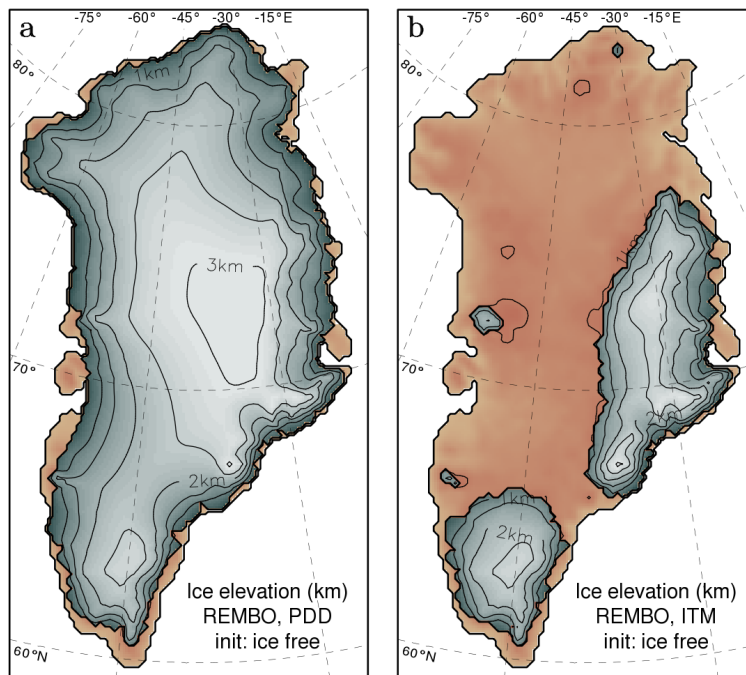 a
-75°
-60°
-45°
-30°
-15°E
80°
70°
60°N
1km
3km
2km
Ice elevation (km)
REMBO, PDD
init: ice free
b
-75°
-60°
-45°
-30°
-15°E
80°
70°
60°N
1km
2km
1km
2km
Ice elevation (km)
REMBO, ITM
init: ice free